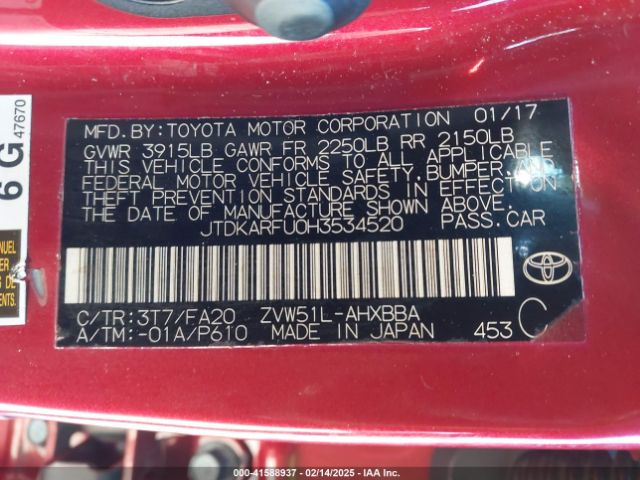 MFD. BY: TOYOTA MOTOR CORPORATION 01/17
GVWR 3915LB GAWR FR 2250LB RR 2150LB
THIS VEHICLE CONFORMS TO ALL APPLICABLE
FEDERAL MOTOR VEHICLE SAFETY, BUMPER, AND
THEFT PREVENTION STANDARDS IN EFFECT ON
THE DATE OF MANUFACTURE SHOWN ABOVE.
JTDKARFU0H3534520 PASS. CAR
C/TR: 3T7/FA20 ZVW51L-AHXBBA
A/TM: -01A/P610 MADE IN JAPAN 453 C
TOYOTA
6 G
47670
NUEL
ENTS.
000-41588937 - 02/14/2025 - IAA Inc.